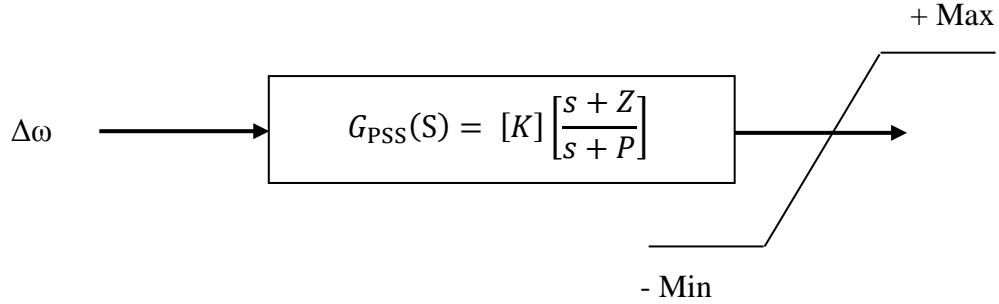 + Max
Δω
G_PSS(S) = [K] [(s + Z)/(s + P)]
- Min